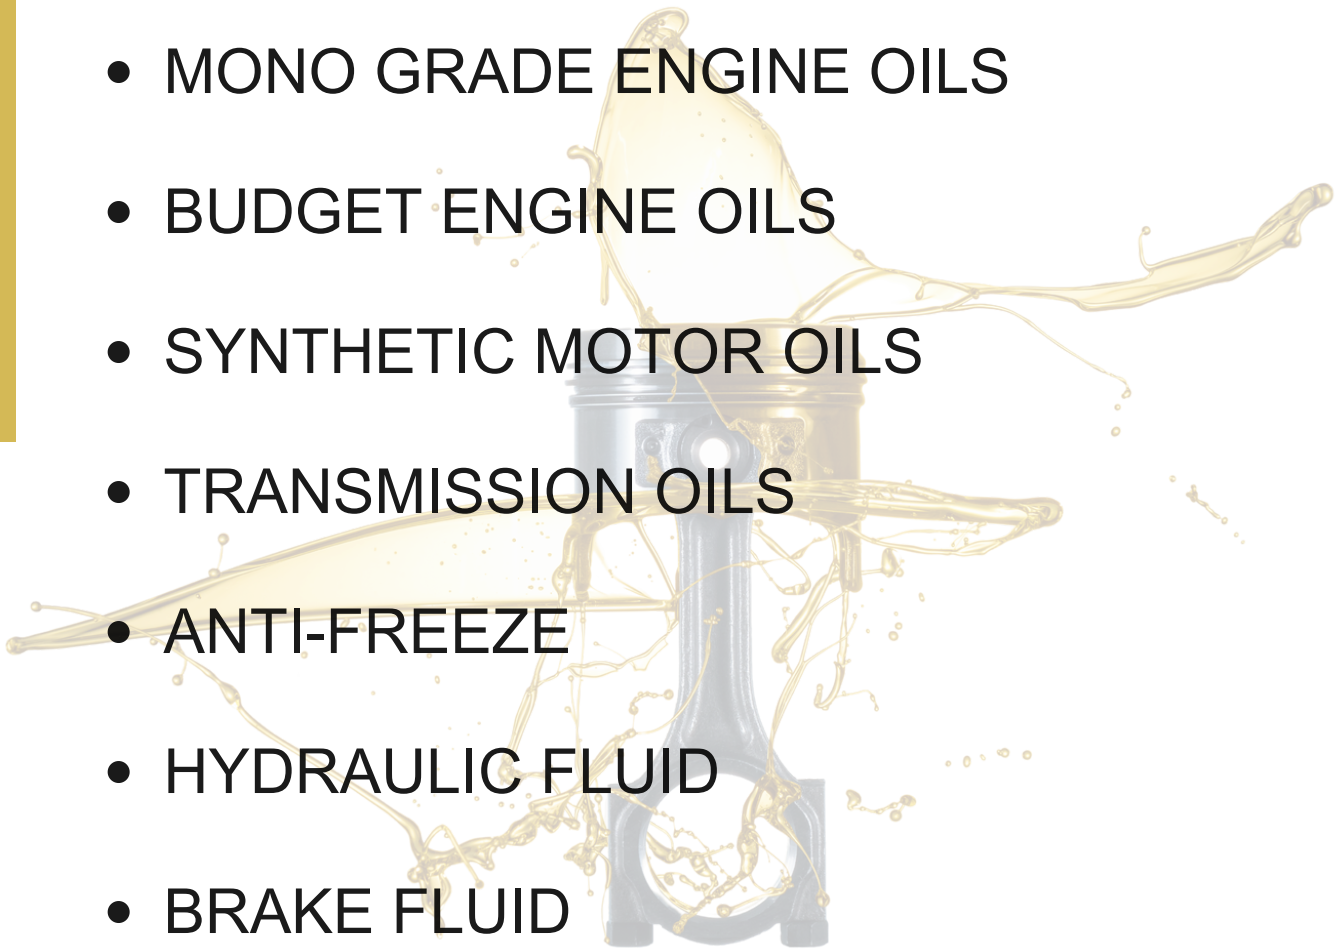 • MONO GRADE ENGINE OILS
• BUDGET ENGINE OILS
• SYNTHETIC MOTOR OILS
• TRANSMISSION OILS
• ANTI-FREEZE
• HYDRAULIC FLUID
• BRAKE FLUID